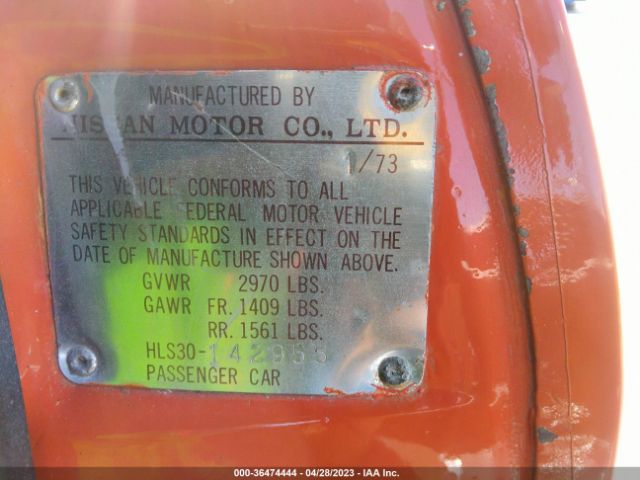 MANUFACTURED BY
NISSAN MOTOR CO., LTD.
1/73
THIS VEHICLE CONFORMS TO ALL
APPLICABLE FEDERAL MOTOR VEHICLE
SAFETY STANDARDS IN EFFECT ON THE
DATE OF MANUFACTURE SHOWN ABOVE.
GVWR 2970 LBS.
GAWR FR. 1409 LBS.
RR. 1561 LBS.
HLS30-142955
PASSENGER CAR
000-36474444 - 04/28/2023 - IAA Inc.